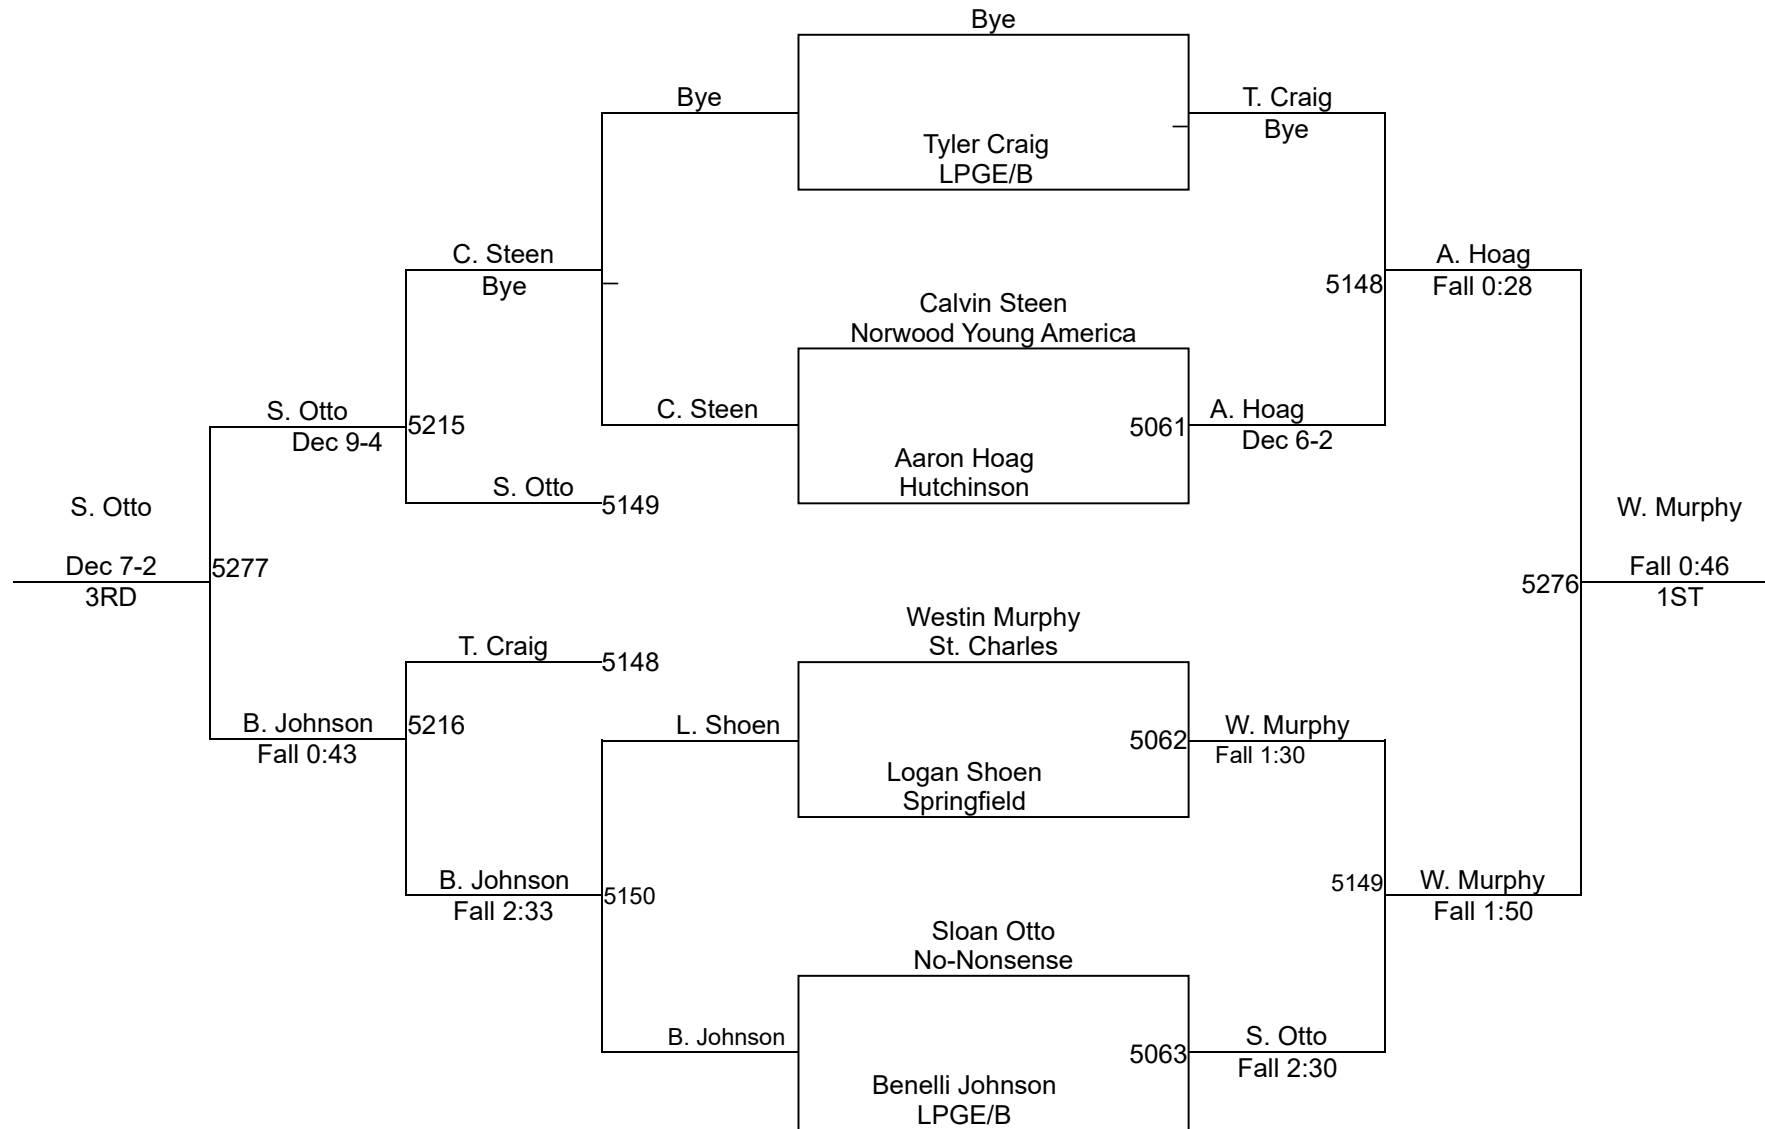 Bye
Bye
T. Craig
Bye
Tyler Craig
LPGE/B
C. Steen
Bye
A. Hoag
Fall 0:28
5148
Calvin Steen
Norwood Young America
S. Otto
Dec 9-4
5215
C. Steen
5061
A. Hoag
Dec 6-2
Aaron Hoag
Hutchinson
S. Otto
5149
S. Otto
Dec 7-2
3RD
5277
W. Murphy
Fall 0:46
1ST
5276
Westin Murphy
St. Charles
T. Craig
5148
B. Johnson
Fall 0:43
5216
L. Shoen
5062
W. Murphy
Fall 1:30
Logan Shoen
Springfield
B. Johnson
Fall 2:33
5150
5149
W. Murphy
Fall 1:50
Sloan Otto
No-Nonsense
B. Johnson
5063
S. Otto
Fall 2:30
Benelli Johnson
LPGE/B